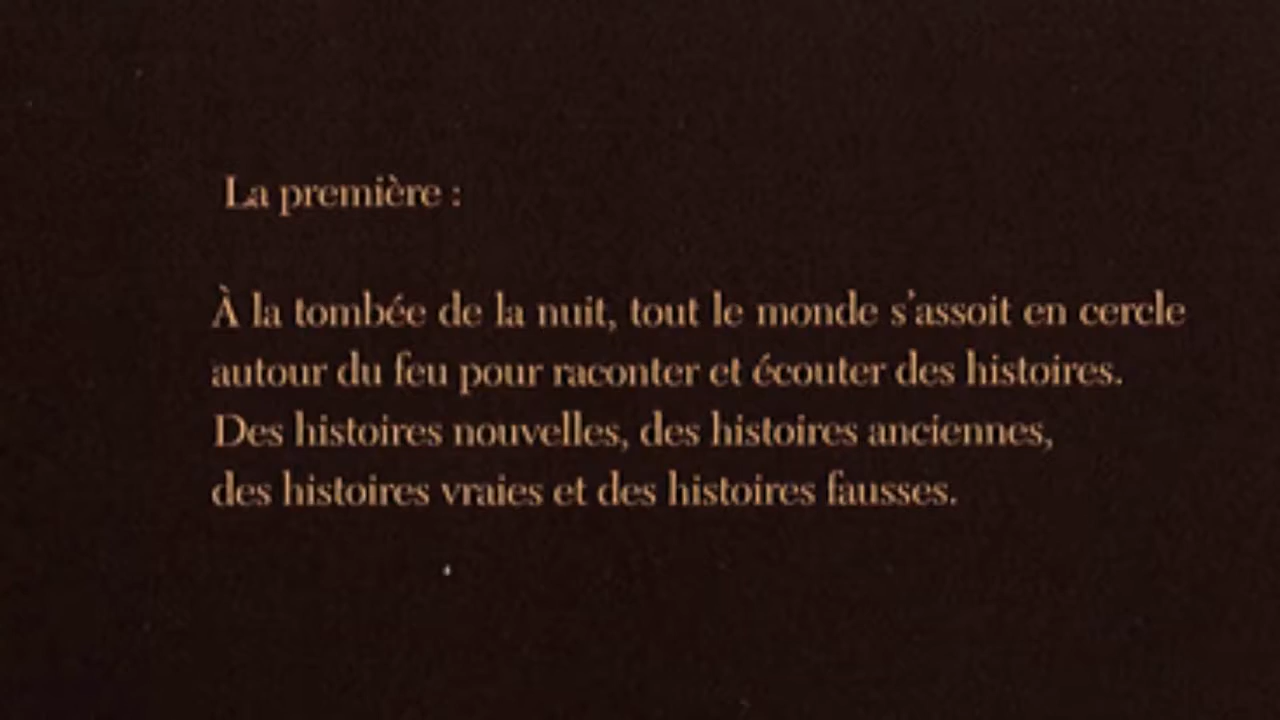 La première :
À la tombée de la nuit, tout le monde s'assoit en cercle
autour du feu pour raconter et écouter des histoires.
Des histoires nouvelles, des histoires anciennes,
des histoires vraies et des histoires fausses.